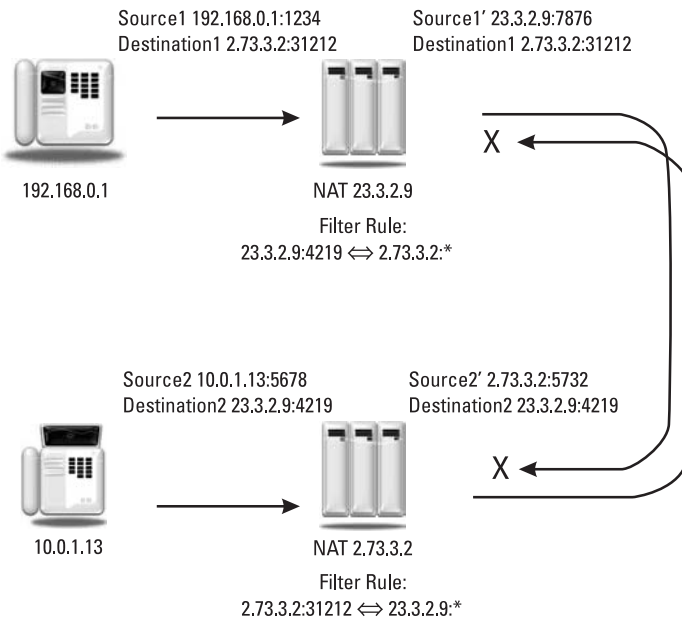 Source1 192.168.0.1:1234
Destination1 2.73.3.2:31212
Source1′ 23.3.2.9:7876
Destination1 2.73.3.2:31212
X
192.168.0.1
NAT 23.3.2.9
Filter Rule:
23.3.2.9:4219 ⇔ 2.73.3.2:*
Source2 10.0.1.13:5678
Destination2 23.3.2.9:4219
Source2′ 2.73.3.2:5732
Destination2 23.3.2.9:4219
X
10.0.1.13
NAT 2.73.3.2
Filter Rule:
2.73.3.2:31212 ⇔ 23.3.2.9:*